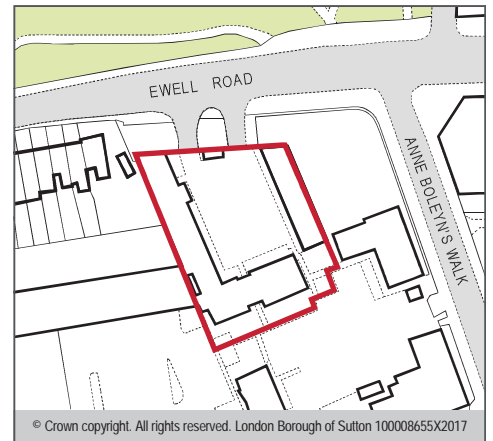 EWELL ROAD
ANNE BOLEYN'S WALK
© Crown copyright. All rights reserved. London Borough of Sutton 100008655X2017